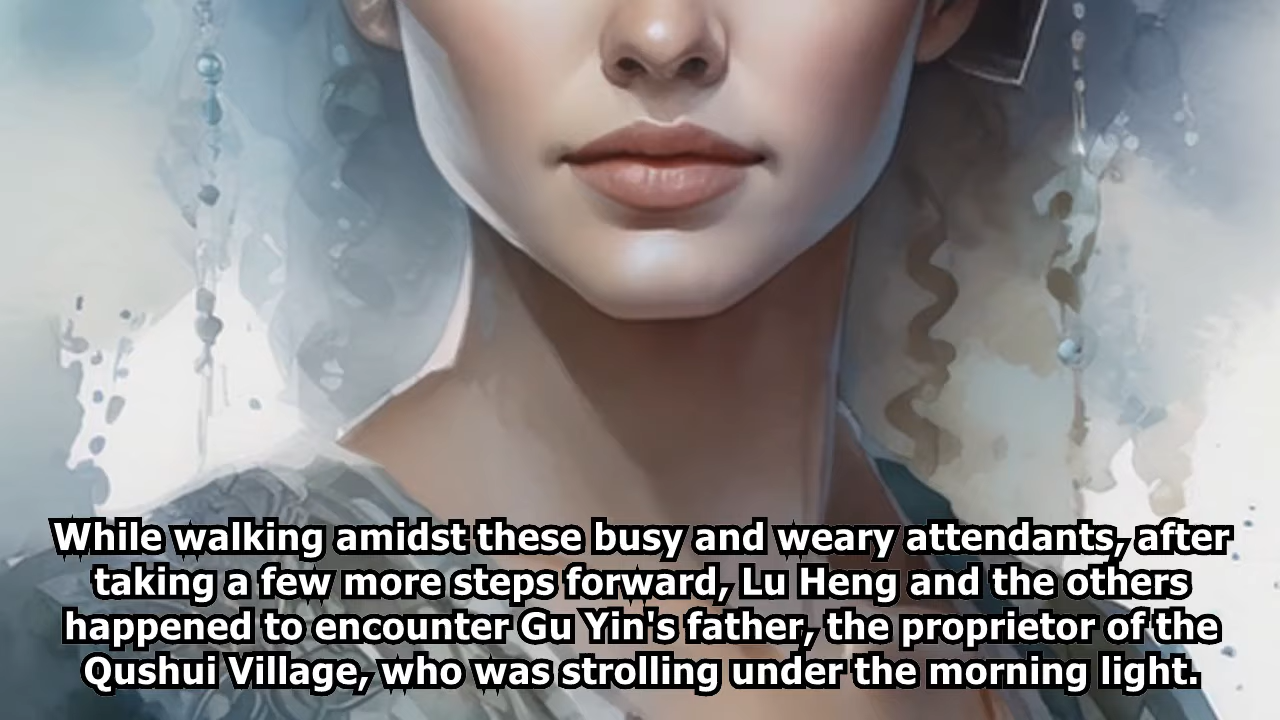 While walking amidst these busy and weary attendants, after
taking a few more steps forward, Lu Heng and the others
happened to encounter Gu Yin's father, the proprietor of the
Qushui Village, who was strolling under the morning light.